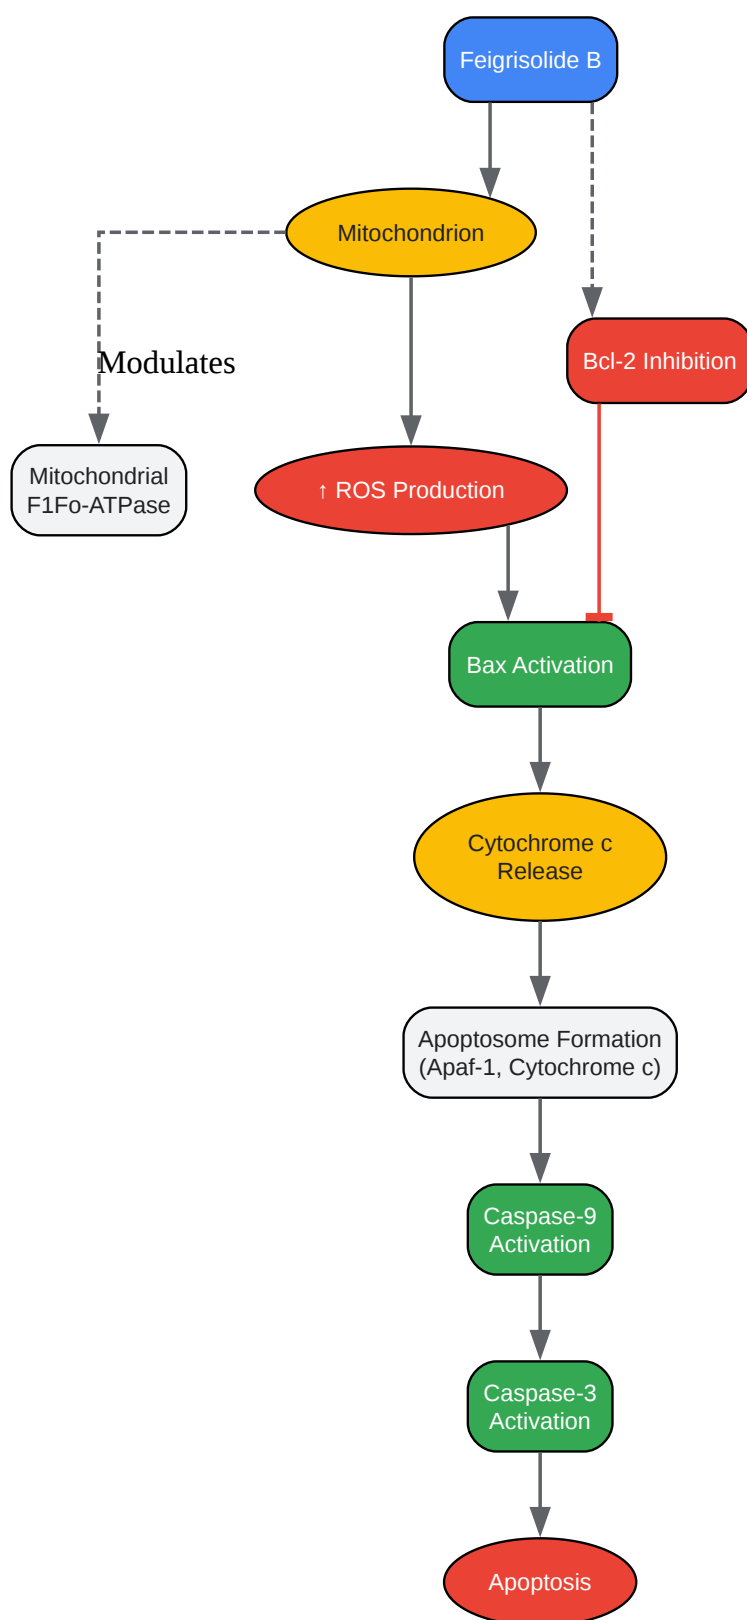 Feigrisolide B
Mitochondrion
Modulates
Bcl-2 Inhibition
Mitochondrial
F1Fo-ATPase
↑ ROS Production
Bax Activation
Cytochrome c
Release
Apoptosome Formation
(Apaf-1, Cytochrome c)
Caspase-9
Activation
Caspase-3
Activation
Apoptosis